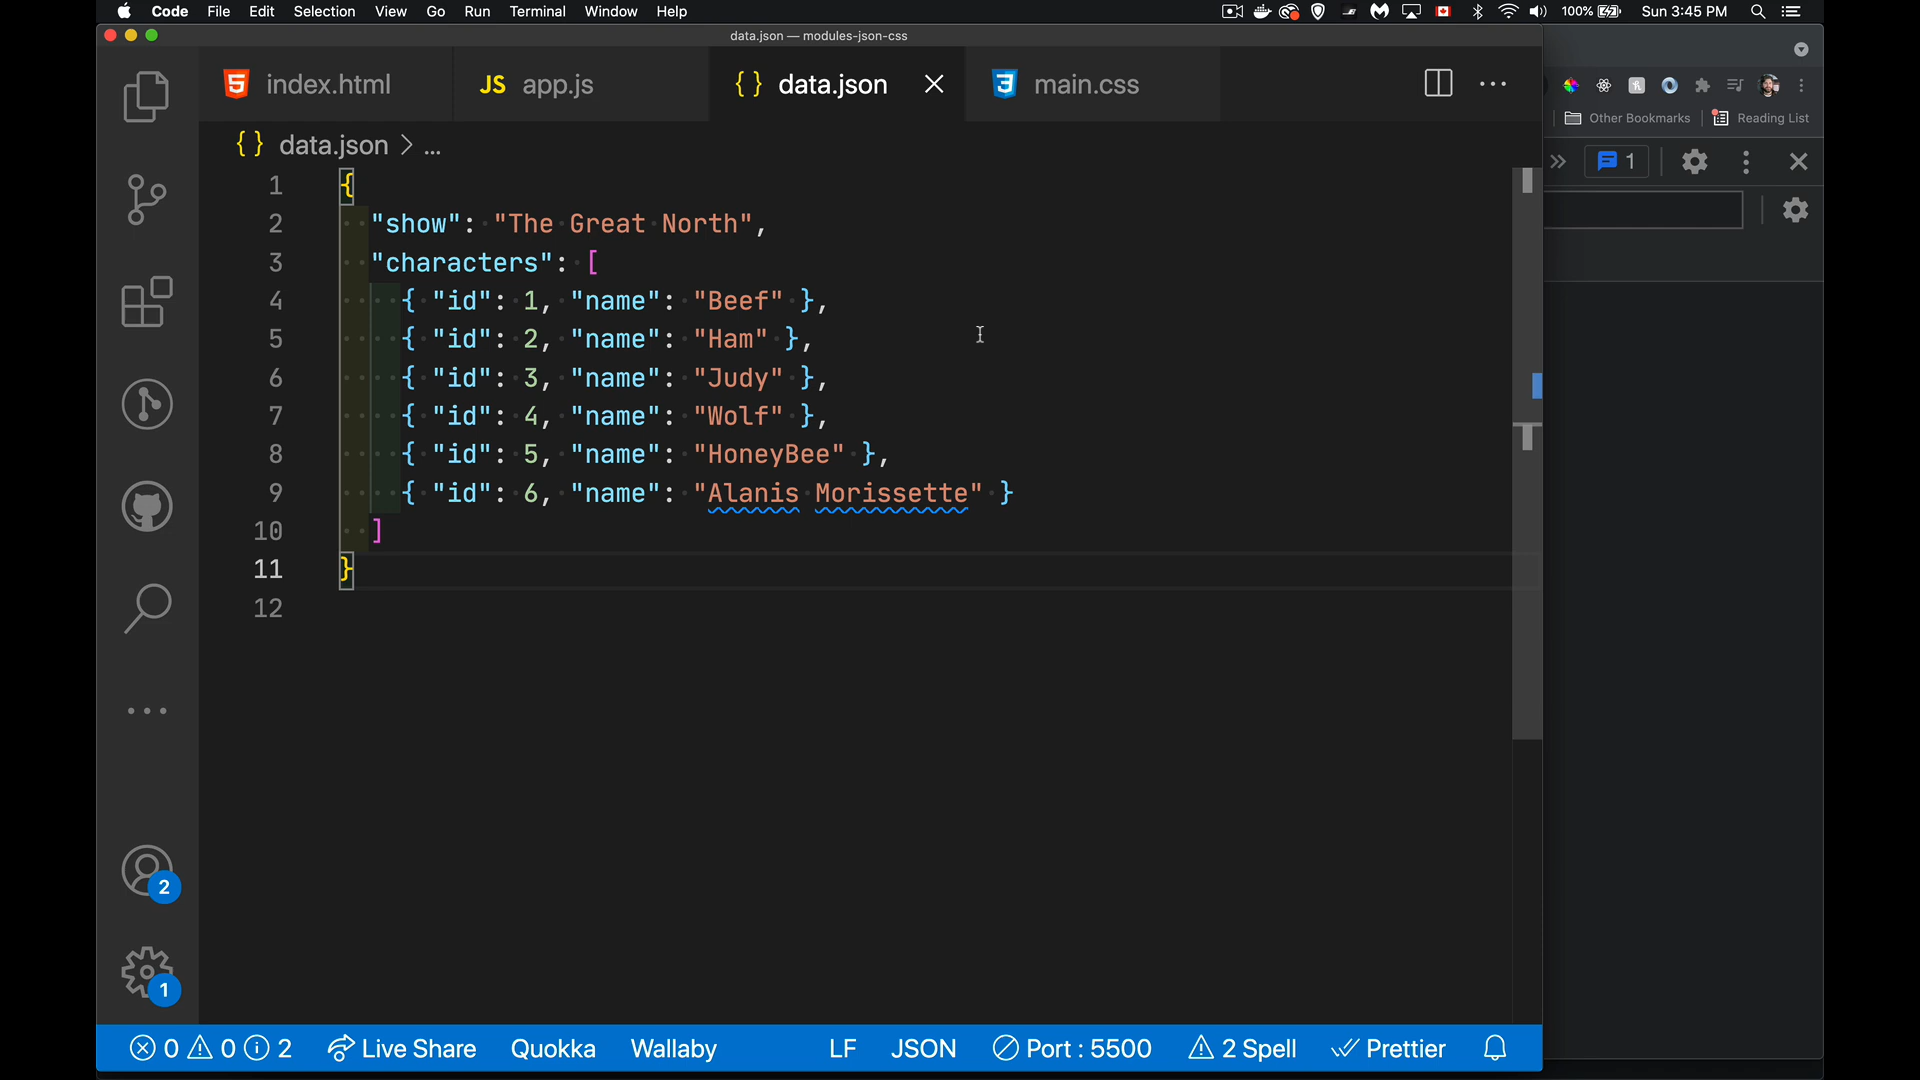 Code File Edit Selection View Go Run Terminal Window Help 100% Sun 3:45 PM
data.json — modules-json-css
index.html JS app.js { } data.json main.css
Other Bookmarks Reading List
{ } data.json > ...
1
1 {
2 "show": "The Great North",
3 "characters": [
4 { "id": 1, "name": "Beef" },
5 { "id": 2, "name": "Ham" },
6 { "id": 3, "name": "Judy" },
7 { "id": 4, "name": "Wolf" },
8 { "id": 5, "name": "HoneyBee" },
9 { "id": 6, "name": "Alanis Morissette" }
10 ]
11 }
12
2
1
0 0 2 Live Share Quokka Wallaby LF JSON Port : 5500 2 Spell Prettier